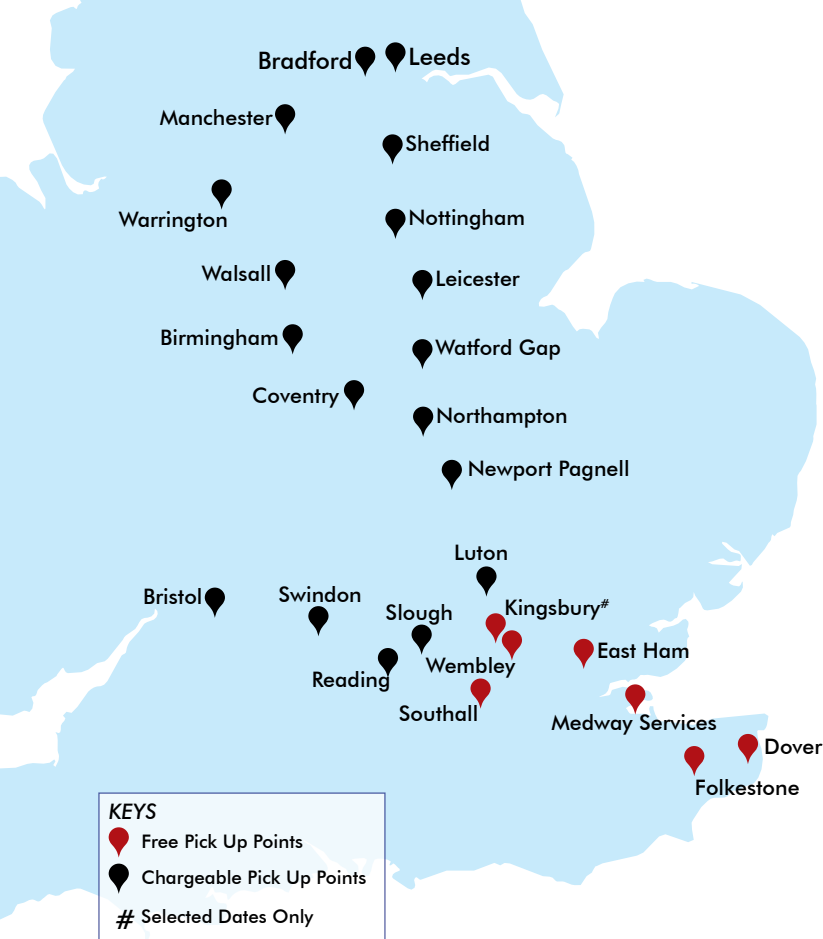 Bradford
Leeds
Manchester
Sheffield
Warrington
Nottingham
Walsall
Leicester
Birmingham
Watford Gap
Coventry
Northampton
Newport Pagnell
Luton
Bristol
Swindon
Kingsbury#
Slough
East Ham
Wembley
Reading
Southall
Medway Services
Dover
Folkestone
KEYS
Free Pick Up Points
Chargeable Pick Up Points
# Selected Dates Only